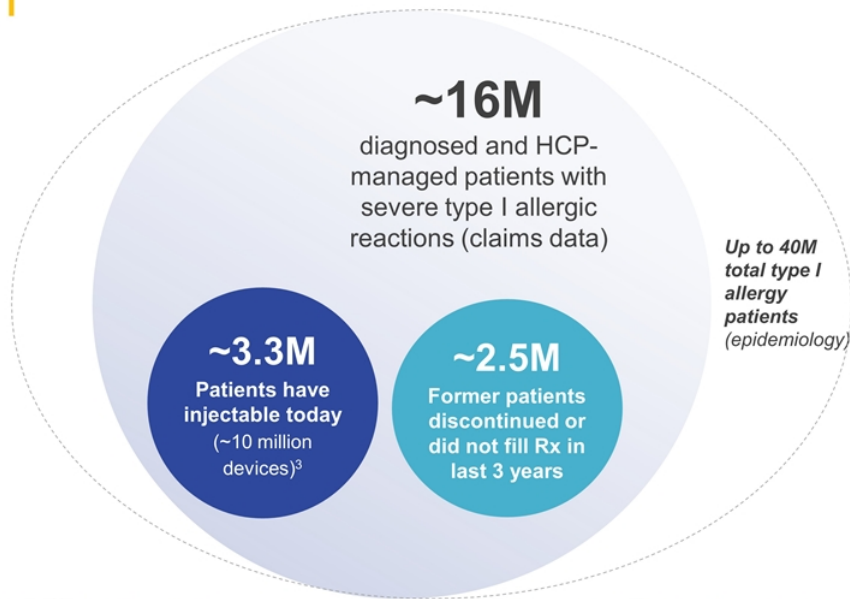 ~16M
diagnosed and HCP-
managed patients with
severe type I allergic
reactions (claims data)
Up to 40M
total type I
allergy
patients
(epidemiology)
~3.3M
Patients have
injectable today
(~10 million
devices)³
~2.5M
Former patients
discontinued or
did not fill Rx in
last 3 years